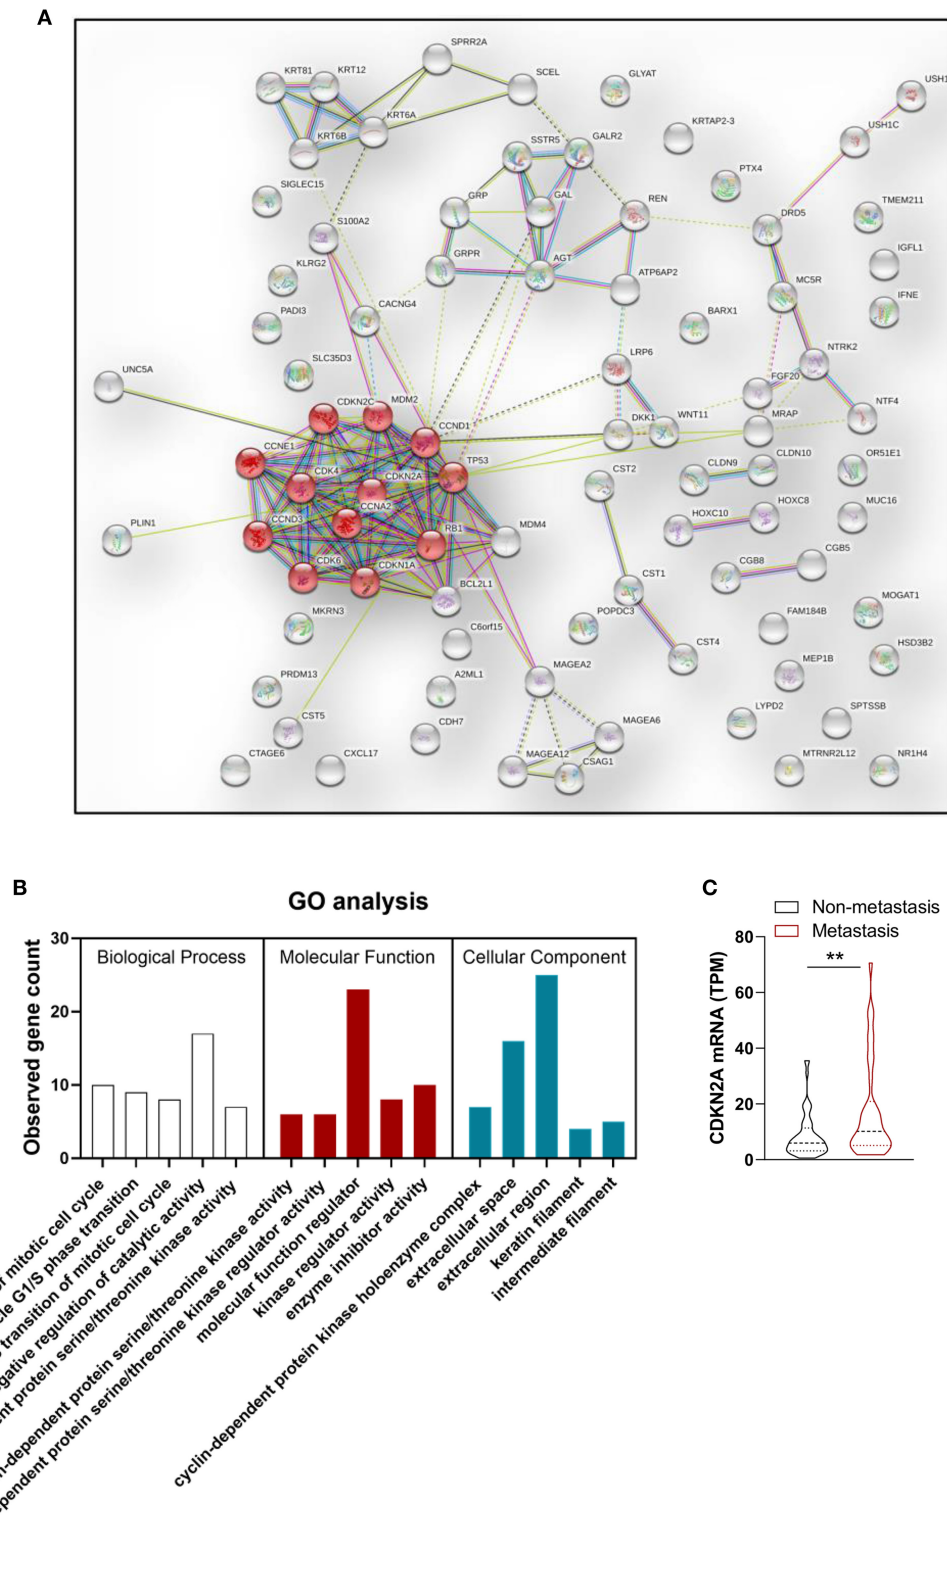 A
SPRR2A
KRT81
KRT12
SCEL
GLYAT
USH1
KRT6A
KRT6B
KRTAP2-3
USH1C
SSTR5
GALR2
PTX4
SIGLEC15
GRP
GAL
REN
TMEM211
S100A2
DRD5
KLRG2
GRPR
AGT
ATP6AP2
IGFL1
MC5R
PADI3
CACNG4
BARX1
IFNE
SLC35D3
LRP6
NTRK2
UNC5A
FGF20
CDKN2C
MDM2
CCND1
DKK1
WNT11
MRAP
NTF4
CCNE1
TP53
CDK4
CDKN2A
CST2
CLDN9
CLDN10
OR51E1
CCNA2
CCND3
RB1
MDM4
HOXC10
HOXC8
MUC16
PLIN1
CDK6
CDKN1A
BCL2L1
CGB8
CGB5
CST1
MKRN3
C6orf15
POPDC3
FAM184B
MOGAT1
CST4
HSD3B2
MEP1B
PRDM13
A2ML1
MAGEA2
CST5
CDH7
MAGEA6
LYPD2
SPTSSB
CTAGE6
CXCL17
MAGEA12
CSAG1
MTRNR2L12
NR1H4
B
GO analysis
Observed gene count
30
20
10
0
Biological Process
Molecular Function
Cellular Component
of mitotic cell cycle
G1/S phase transition
transition of mitotic cell cycle
regulation of catalytic activity
protein serine/threonine kinase activity
-dependent protein serine/threonine kinase activity
protein serine/threonine kinase regulator activity
molecular function regulator
kinase regulator activity
enzyme inhibitor activity
cyclin-dependent protein kinase holoenzyme complex
extracellular space
extracellular region
keratin filament
intermediate filament
C
Non-metastasis
Metastasis
CDKN2A mRNA (TPM)
80
60
40
20
0
**